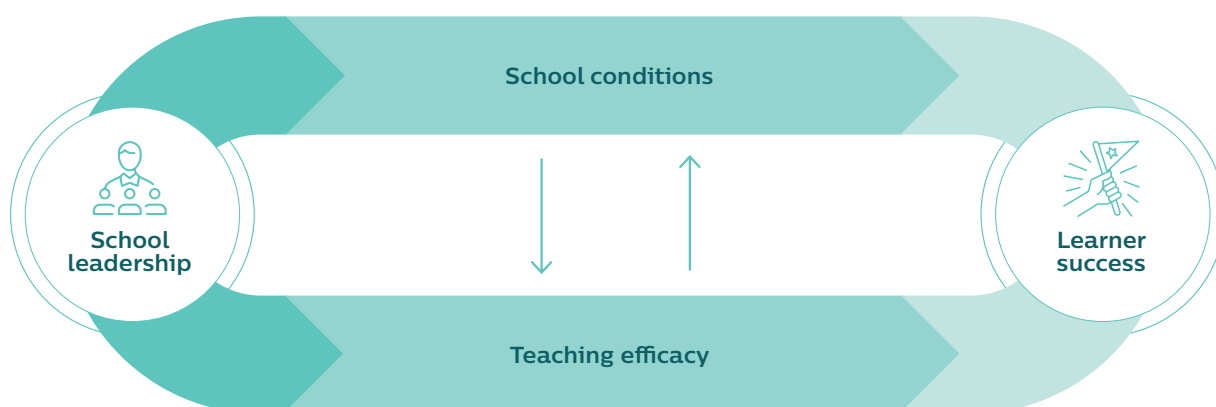 School conditions
School
leadership
Learner
success
Teaching efficacy